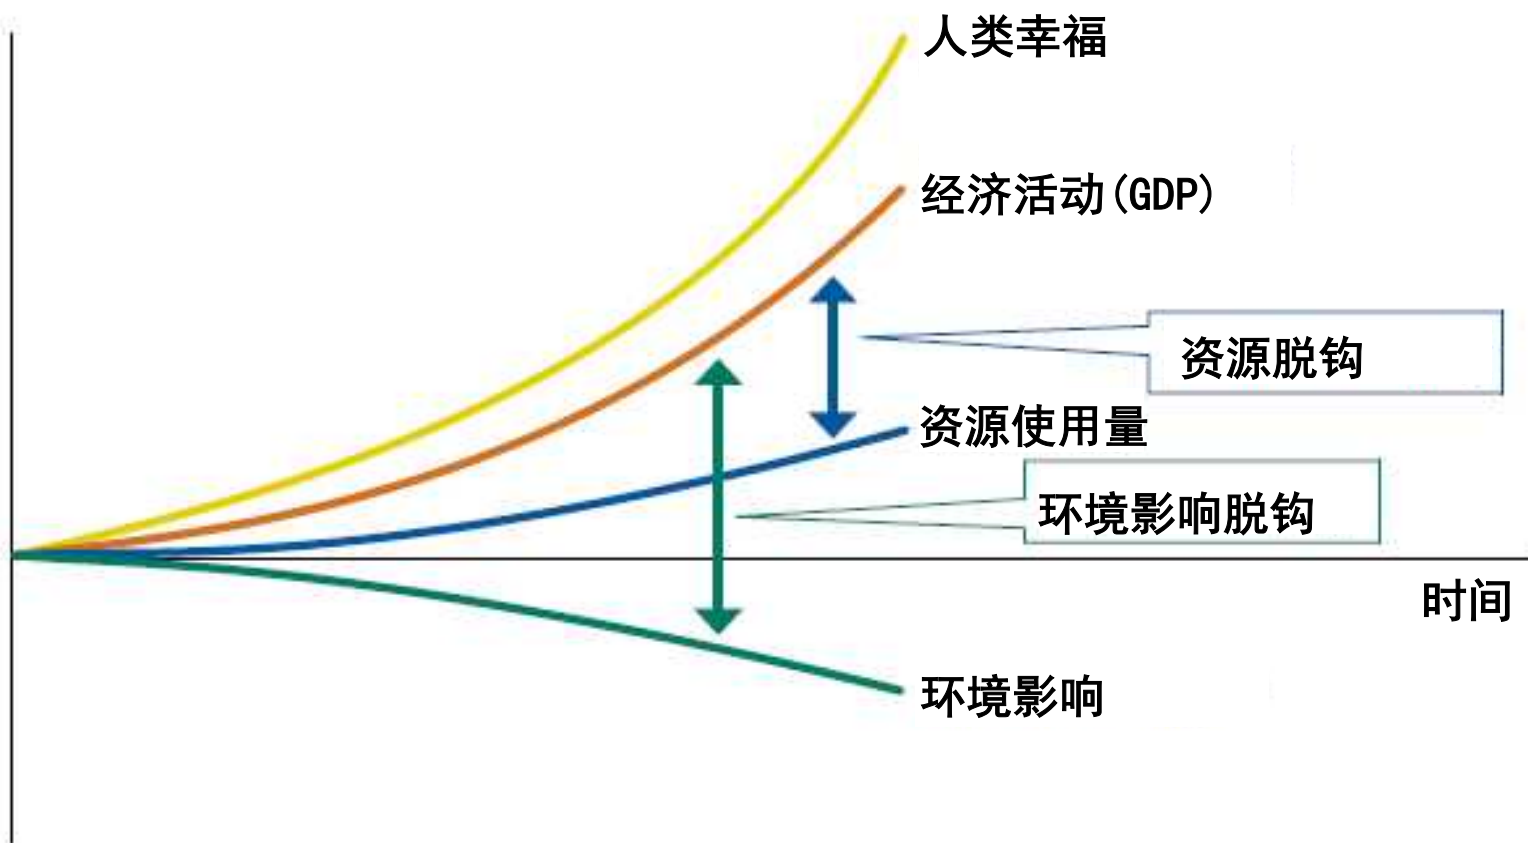 人类幸福
经济活动(GDP)
资源脱钩
资源使用量
环境影响脱钩
时间
环境影响